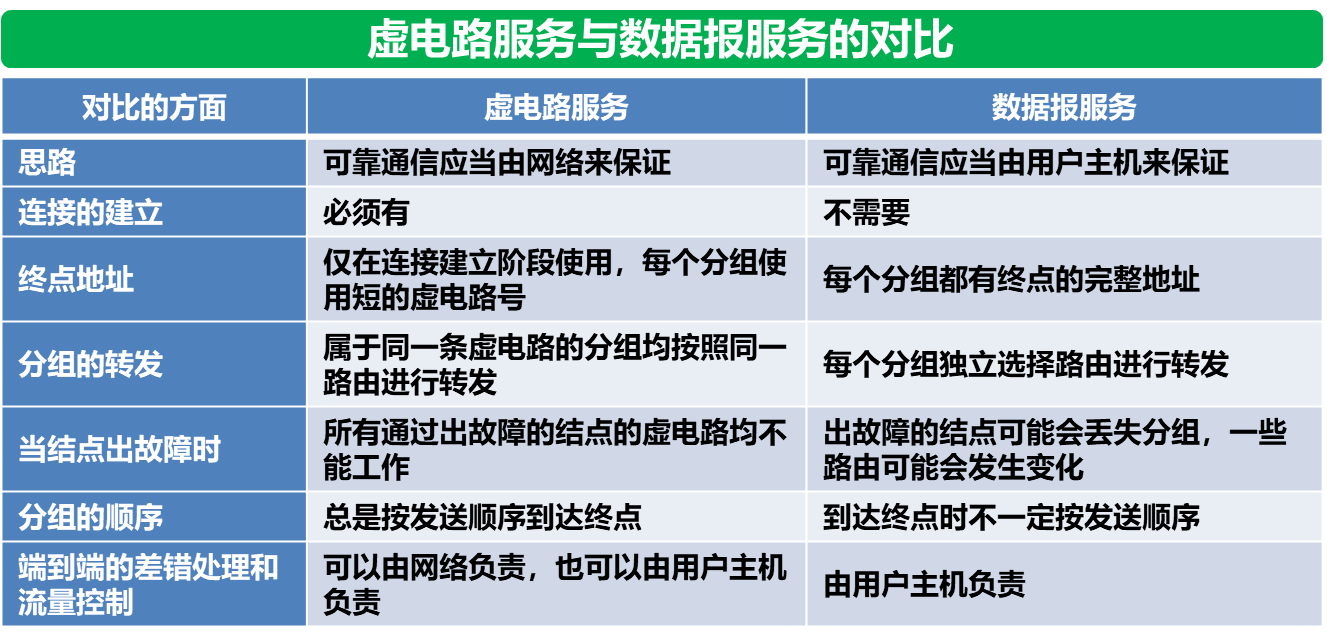 虚电路服务与数据报服务的对比
对比的方面
虚电路服务
数据报服务
思路
可靠通信应当由网络来保证
可靠通信应当由用户主机来保证
连接的建立
必须有
不需要
终点地址
仅在连接建立阶段使用，每个分组使
用短的虚电路号
每个分组都有终点的完整地址
分组的转发
属于同一条虚电路的分组均按照同一
路由进行转发
每个分组独立选择路由进行转发
当结点出故障时
所有通过出故障的结点的虚电路均不
能工作
出故障的结点可能会丢失分组，一些
路由可能会发生变化
分组的顺序
总是按发送顺序到达终点
到达终点时不一定按发送顺序
端到端的差错处理和
流量控制
可以由网络负责，也可以由用户主机
负责
由用户主机负责